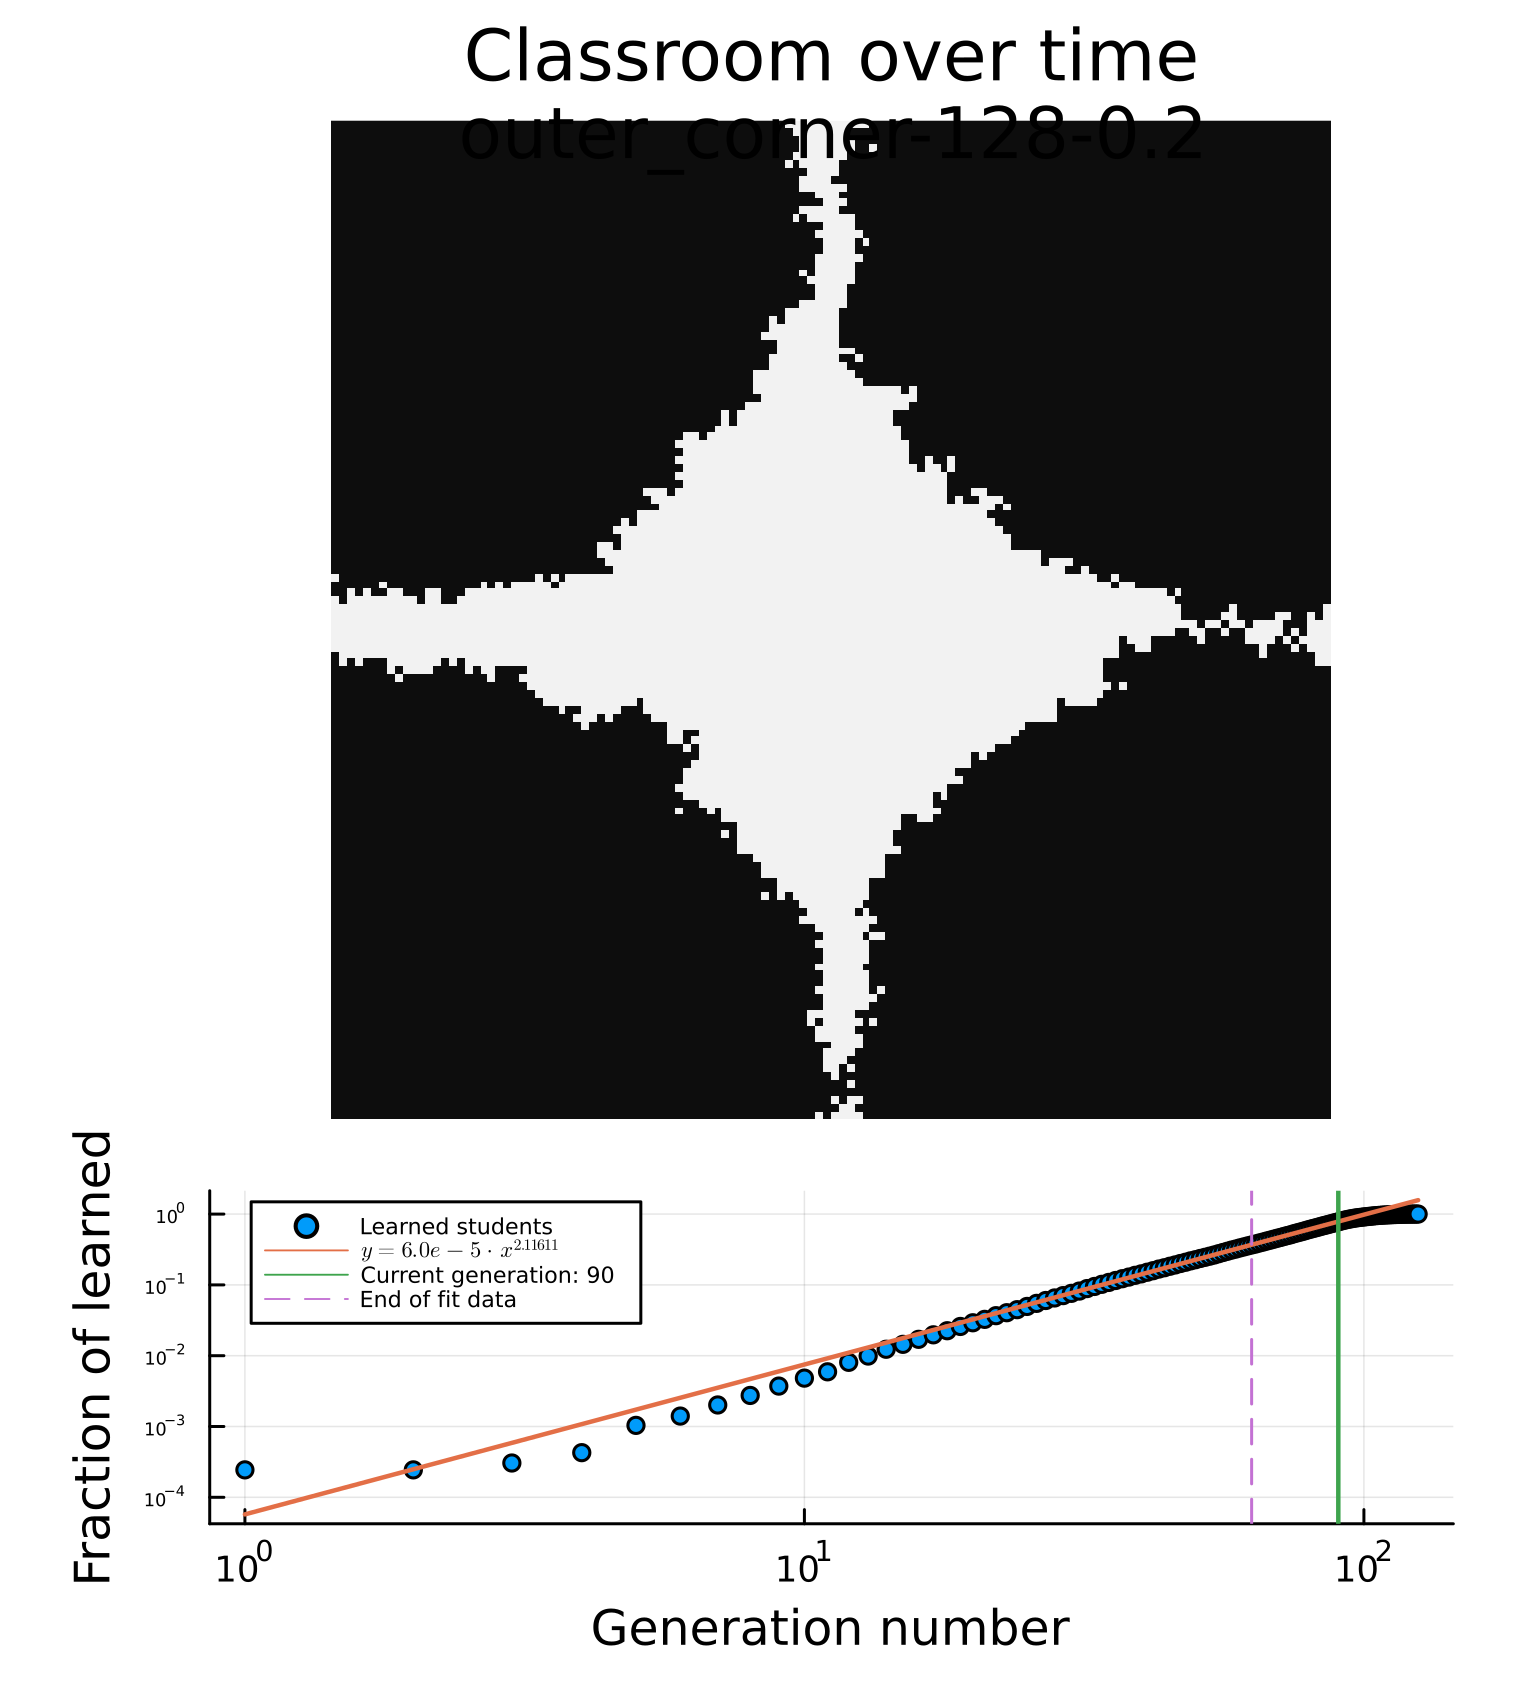 Classroom over time
outer_corner-128-0.2
Fraction of learned
10^0
10^-1
10^-2
10^-3
10^-4
Learned students
y = 6.0e − 5 · x^2.11611
Current generation: 90
End of fit data
10^0 10^1 10^2
Generation number